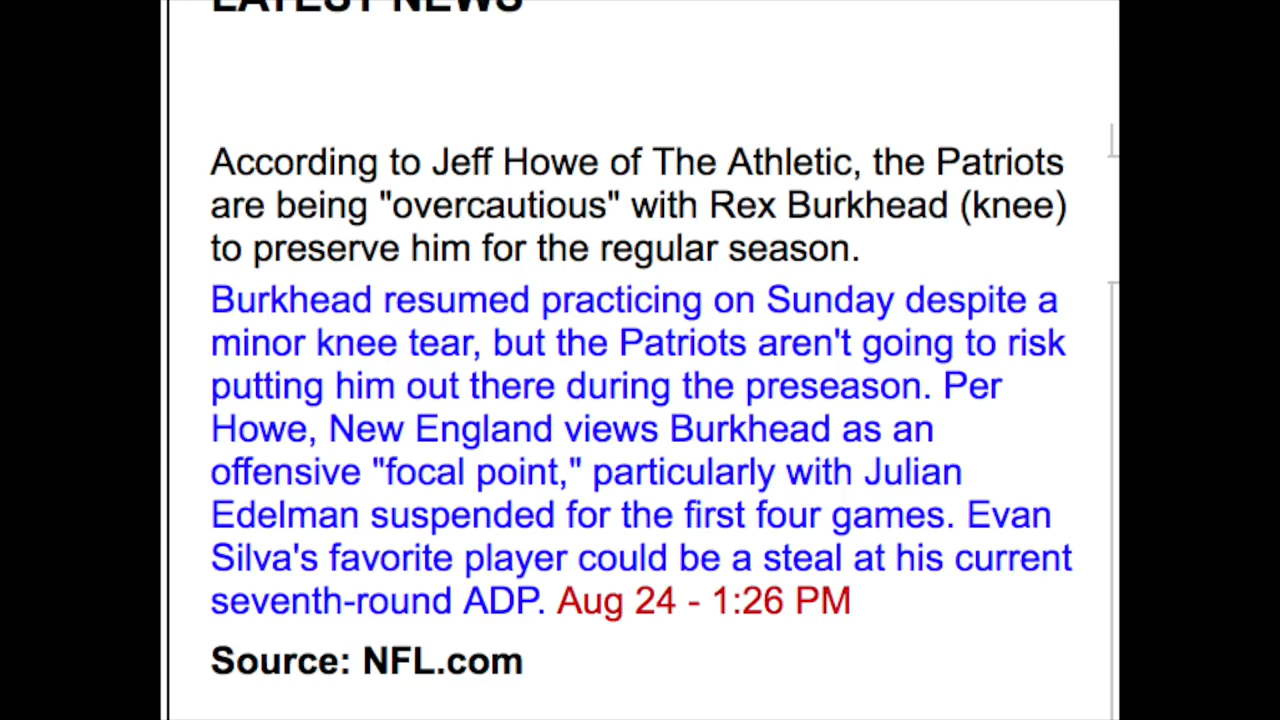 LATEST NEWS
According to Jeff Howe of The Athletic, the Patriots
are being "overcautious" with Rex Burkhead (knee)
to preserve him for the regular season.
Burkhead resumed practicing on Sunday despite a
minor knee tear, but the Patriots aren't going to risk
putting him out there during the preseason. Per
Howe, New England views Burkhead as an
offensive "focal point," particularly with Julian
Edelman suspended for the first four games. Evan
Silva's favorite player could be a steal at his current
seventh-round ADP. Aug 24 - 1:26 PM
Source: NFL.com